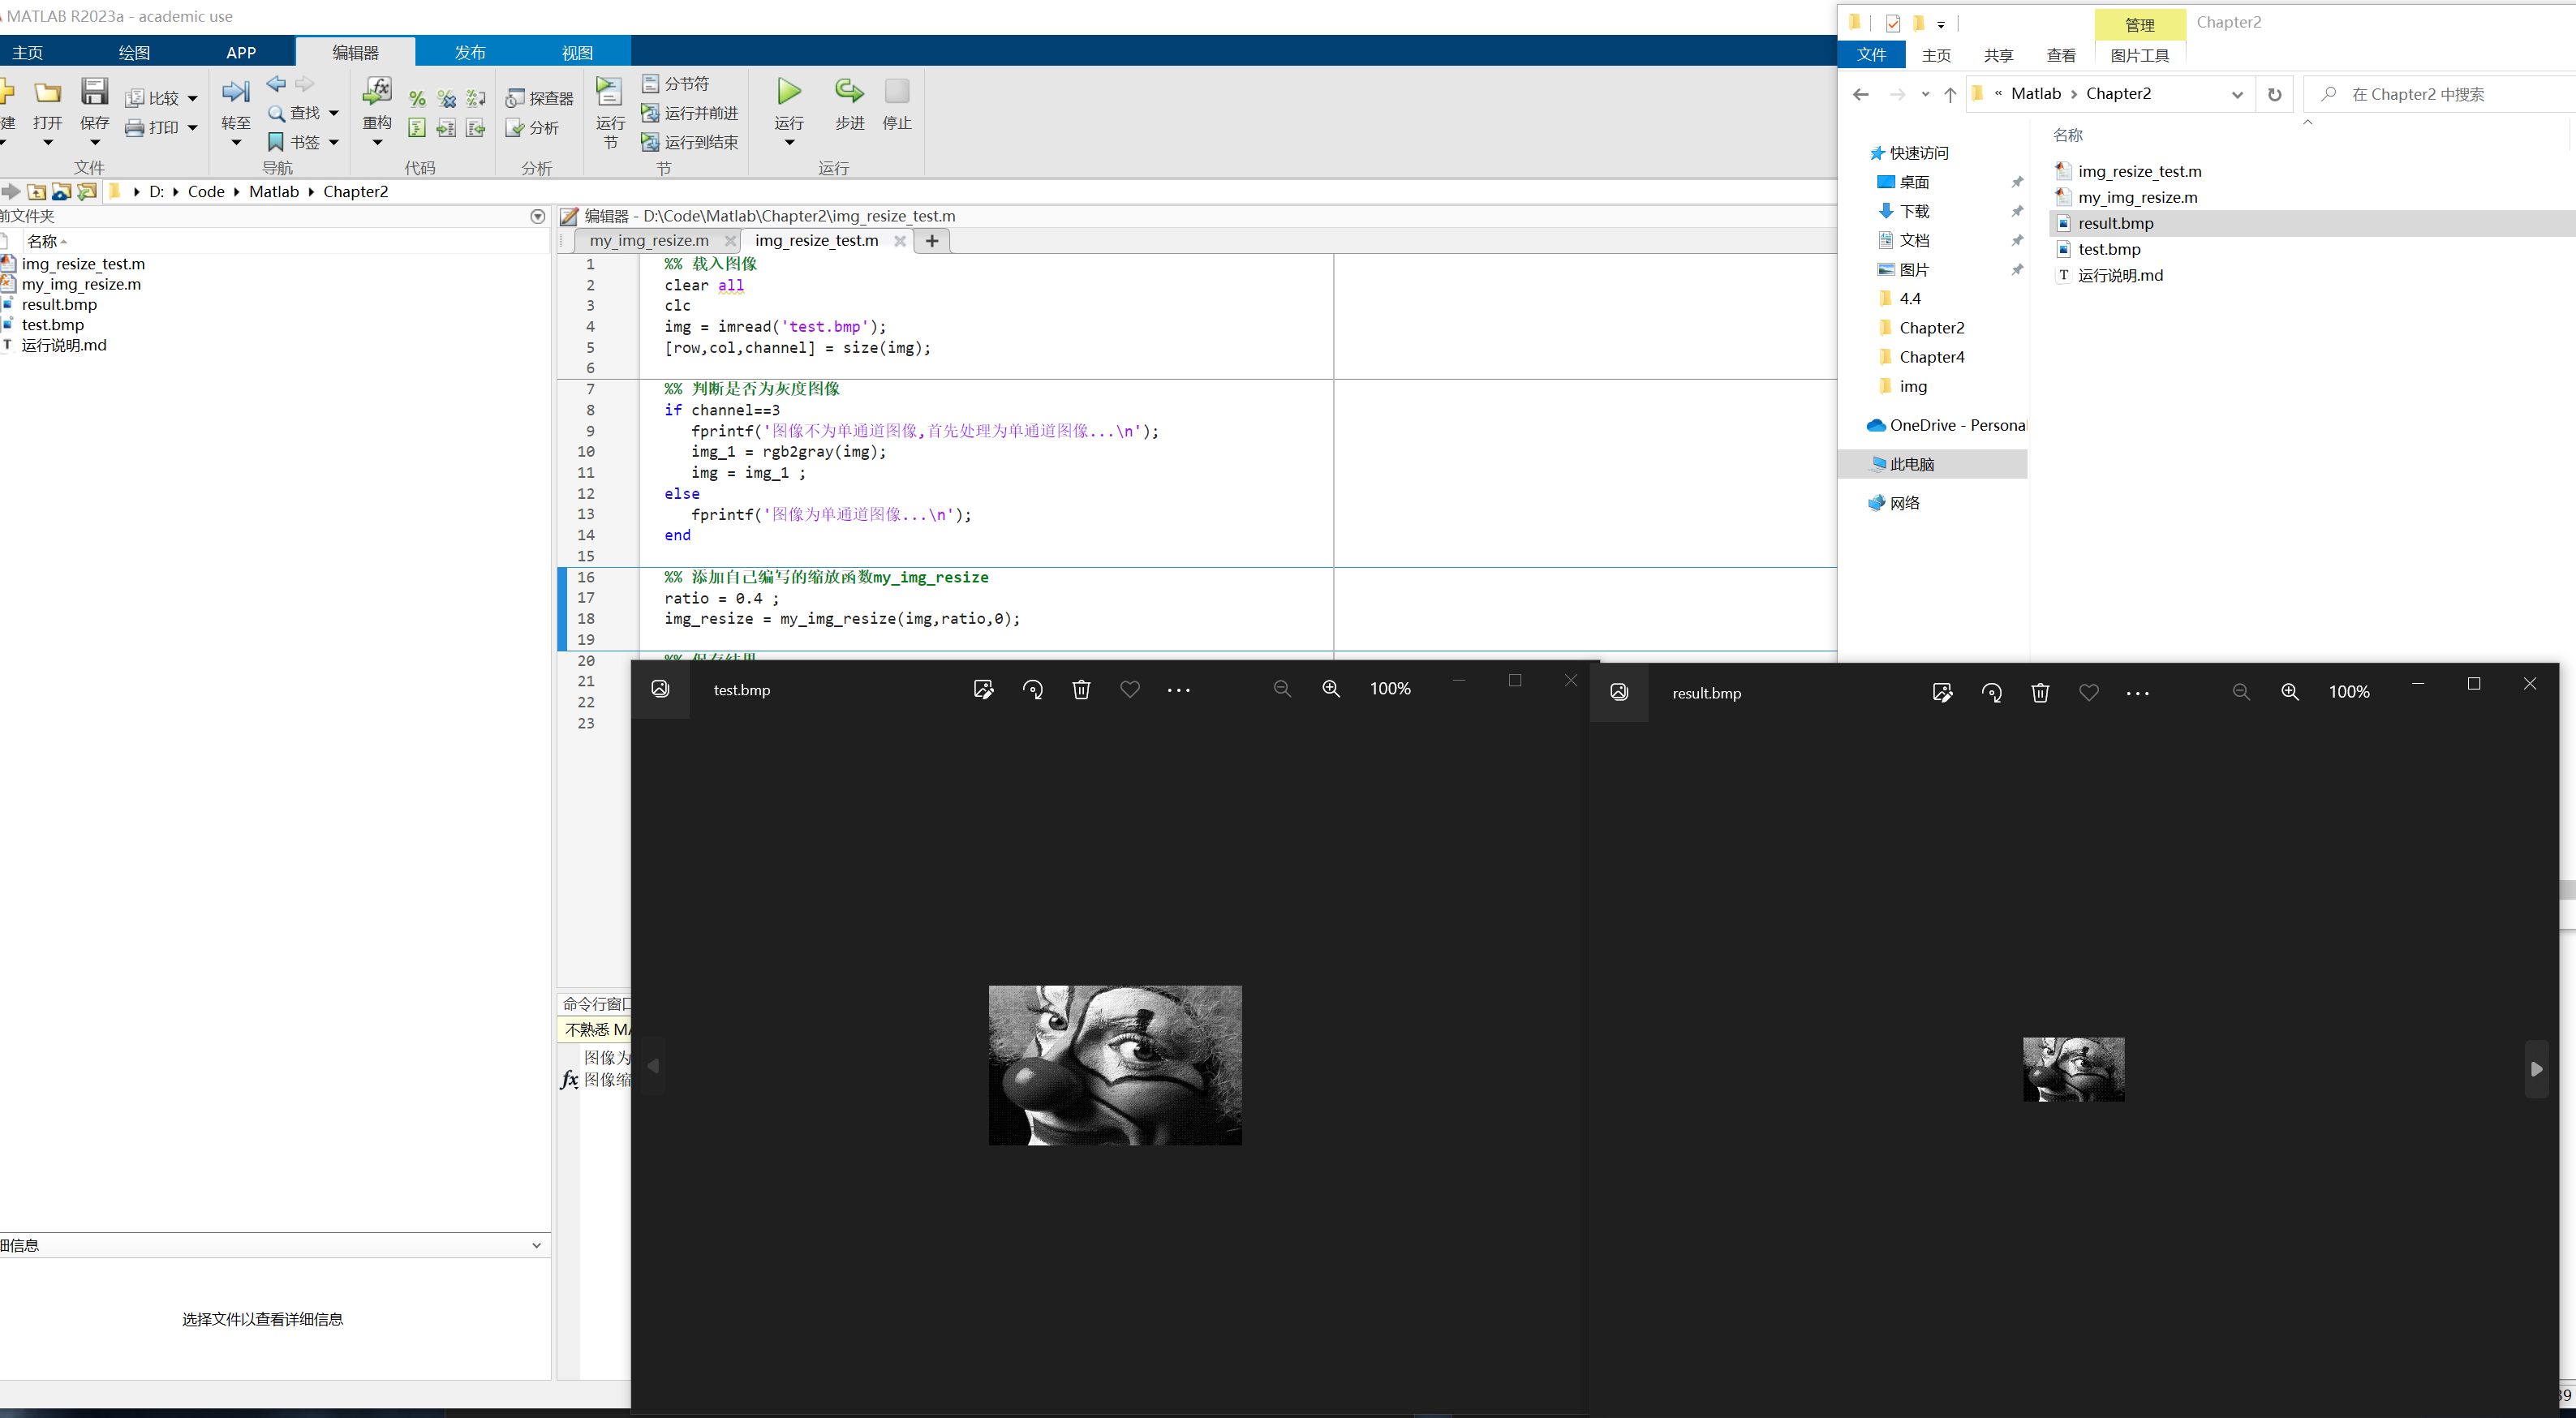 MATLAB R2023a - academic use
主页 绘图 APP 编辑器 发布 视图
建 打开 保存 比较 打印
转至 查找 书签
重构
探查器 分析
运行节 分节符 运行并前进 运行到结束
运行 步进 停止
文件 导航 代码 分析 节 运行
D: Code Matlab Chapter2
前文件夹
名称
img_resize_test.m
my_img_resize.m
result.bmp
test.bmp
运行说明.md
细信息
选择文件以查看详细信息
编辑器 - D:\Code\Matlab\Chapter2\img_resize_test.m
my_img_resize.m img_resize_test.m
1 %% 载入图像
2 clear all
3 clc
4 img = imread('test.bmp');
5 [row,col,channel] = size(img);
6
7 %% 判断是否为灰度图像
8 if channel==3
9 fprintf('图像不为单通道图像,首先处理为单通道图像...\n');
10 img_1 = rgb2gray(img);
11 img = img_1 ;
12 else
13 fprintf('图像为单通道图像...\n');
14 end
15
16 %% 添加自己编写的缩放函数my_img_resize
17 ratio = 0.4 ;
18 img_resize = my_img_resize(img,ratio,0);
19
20 %% 保存结果
21
22
23
命令行窗口
不熟悉 MA
图像为
fx 图像缩
管理 Chapter2
文件 主页 共享 查看 图片工具
« Matlab Chapter2
在 Chapter2 中搜索
名称
快速访问
桌面
下载
文档
图片
4.4
Chapter2
Chapter4
img
OneDrive - Persona
此电脑
网络
img_resize_test.m
my_img_resize.m
result.bmp
test.bmp
T 运行说明.md
test.bmp 100%
result.bmp 100%